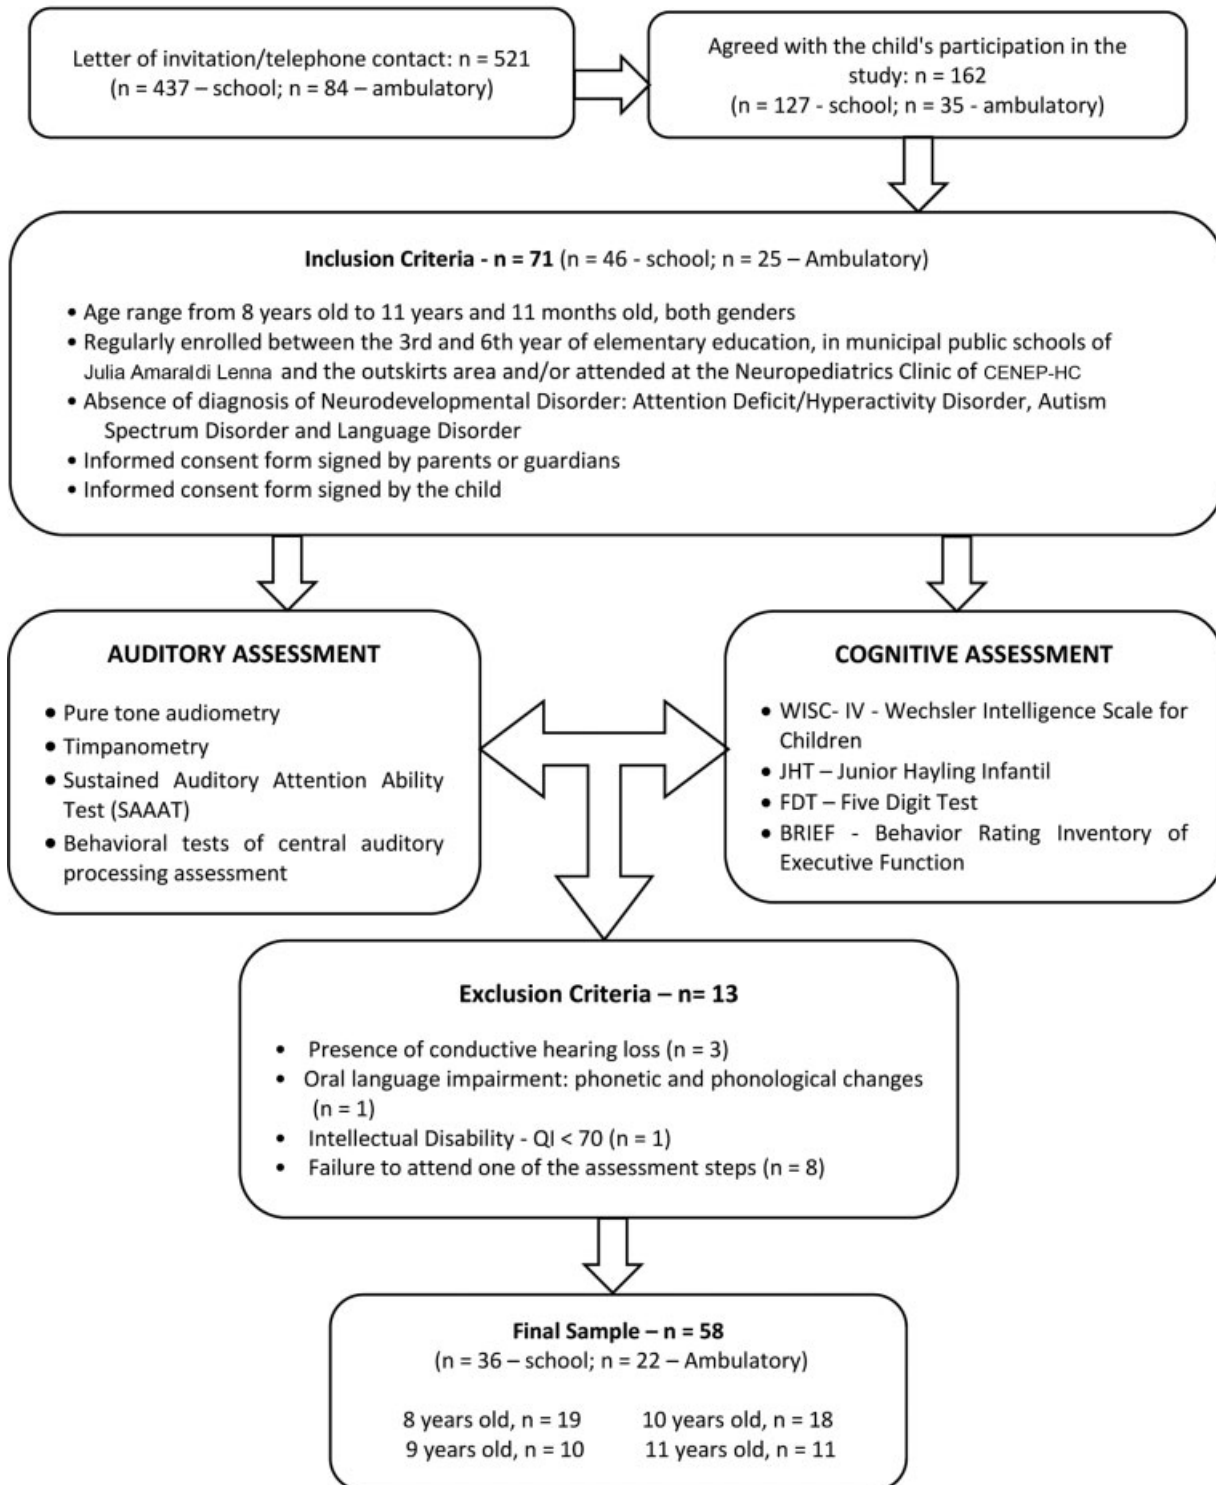 Letter of invitation/telephone contact: n = 521
(n = 437 – school; n = 84 – ambulatory)
Agreed with the child's participation in the
study: n = 162
(n = 127 - school; n = 35 - ambulatory)
Inclusion Criteria - n = 71 (n = 46 - school; n = 25 – Ambulatory)
• Age range from 8 years old to 11 years and 11 months old, both genders
• Regularly enrolled between the 3rd and 6th year of elementary education, in municipal public schools of
Julia Amaraldi Lenna and the outskirts area and/or attended at the Neuropediatrics Clinic of CENEP-HC
• Absence of diagnosis of Neurodevelopmental Disorder: Attention Deficit/Hyperactivity Disorder, Autism
Spectrum Disorder and Language Disorder
• Informed consent form signed by parents or guardians
• Informed consent form signed by the child
AUDITORY ASSESSMENT
• Pure tone audiometry
• Timpanometry
• Sustained Auditory Attention Ability
Test (SAAAT)
• Behavioral tests of central auditory
processing assessment
COGNITIVE ASSESSMENT
• WISC- IV - Wechsler Intelligence Scale for
Children
• JHT – Junior Hayling Infantil
• FDT – Five Digit Test
• BRIEF - Behavior Rating Inventory of
Executive Function
Exclusion Criteria – n= 13
• Presence of conductive hearing loss (n = 3)
• Oral language impairment: phonetic and phonological changes
(n = 1)
• Intellectual Disability - QI < 70 (n = 1)
• Failure to attend one of the assessment steps (n = 8)
Final Sample – n = 58
(n = 36 – school; n = 22 – Ambulatory)
8 years old, n = 19 10 years old, n = 18
9 years old, n = 10 11 years old, n = 11